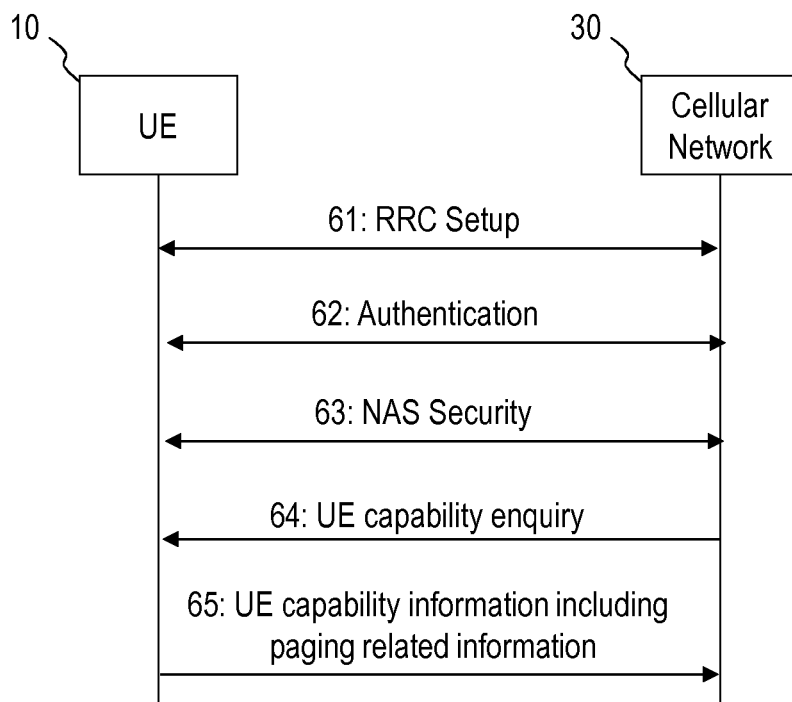 10
30
UE
Cellular
Network
61: RRC Setup
62: Authentication
63: NAS Security
64: UE capability enquiry
65: UE capability information including
paging related information